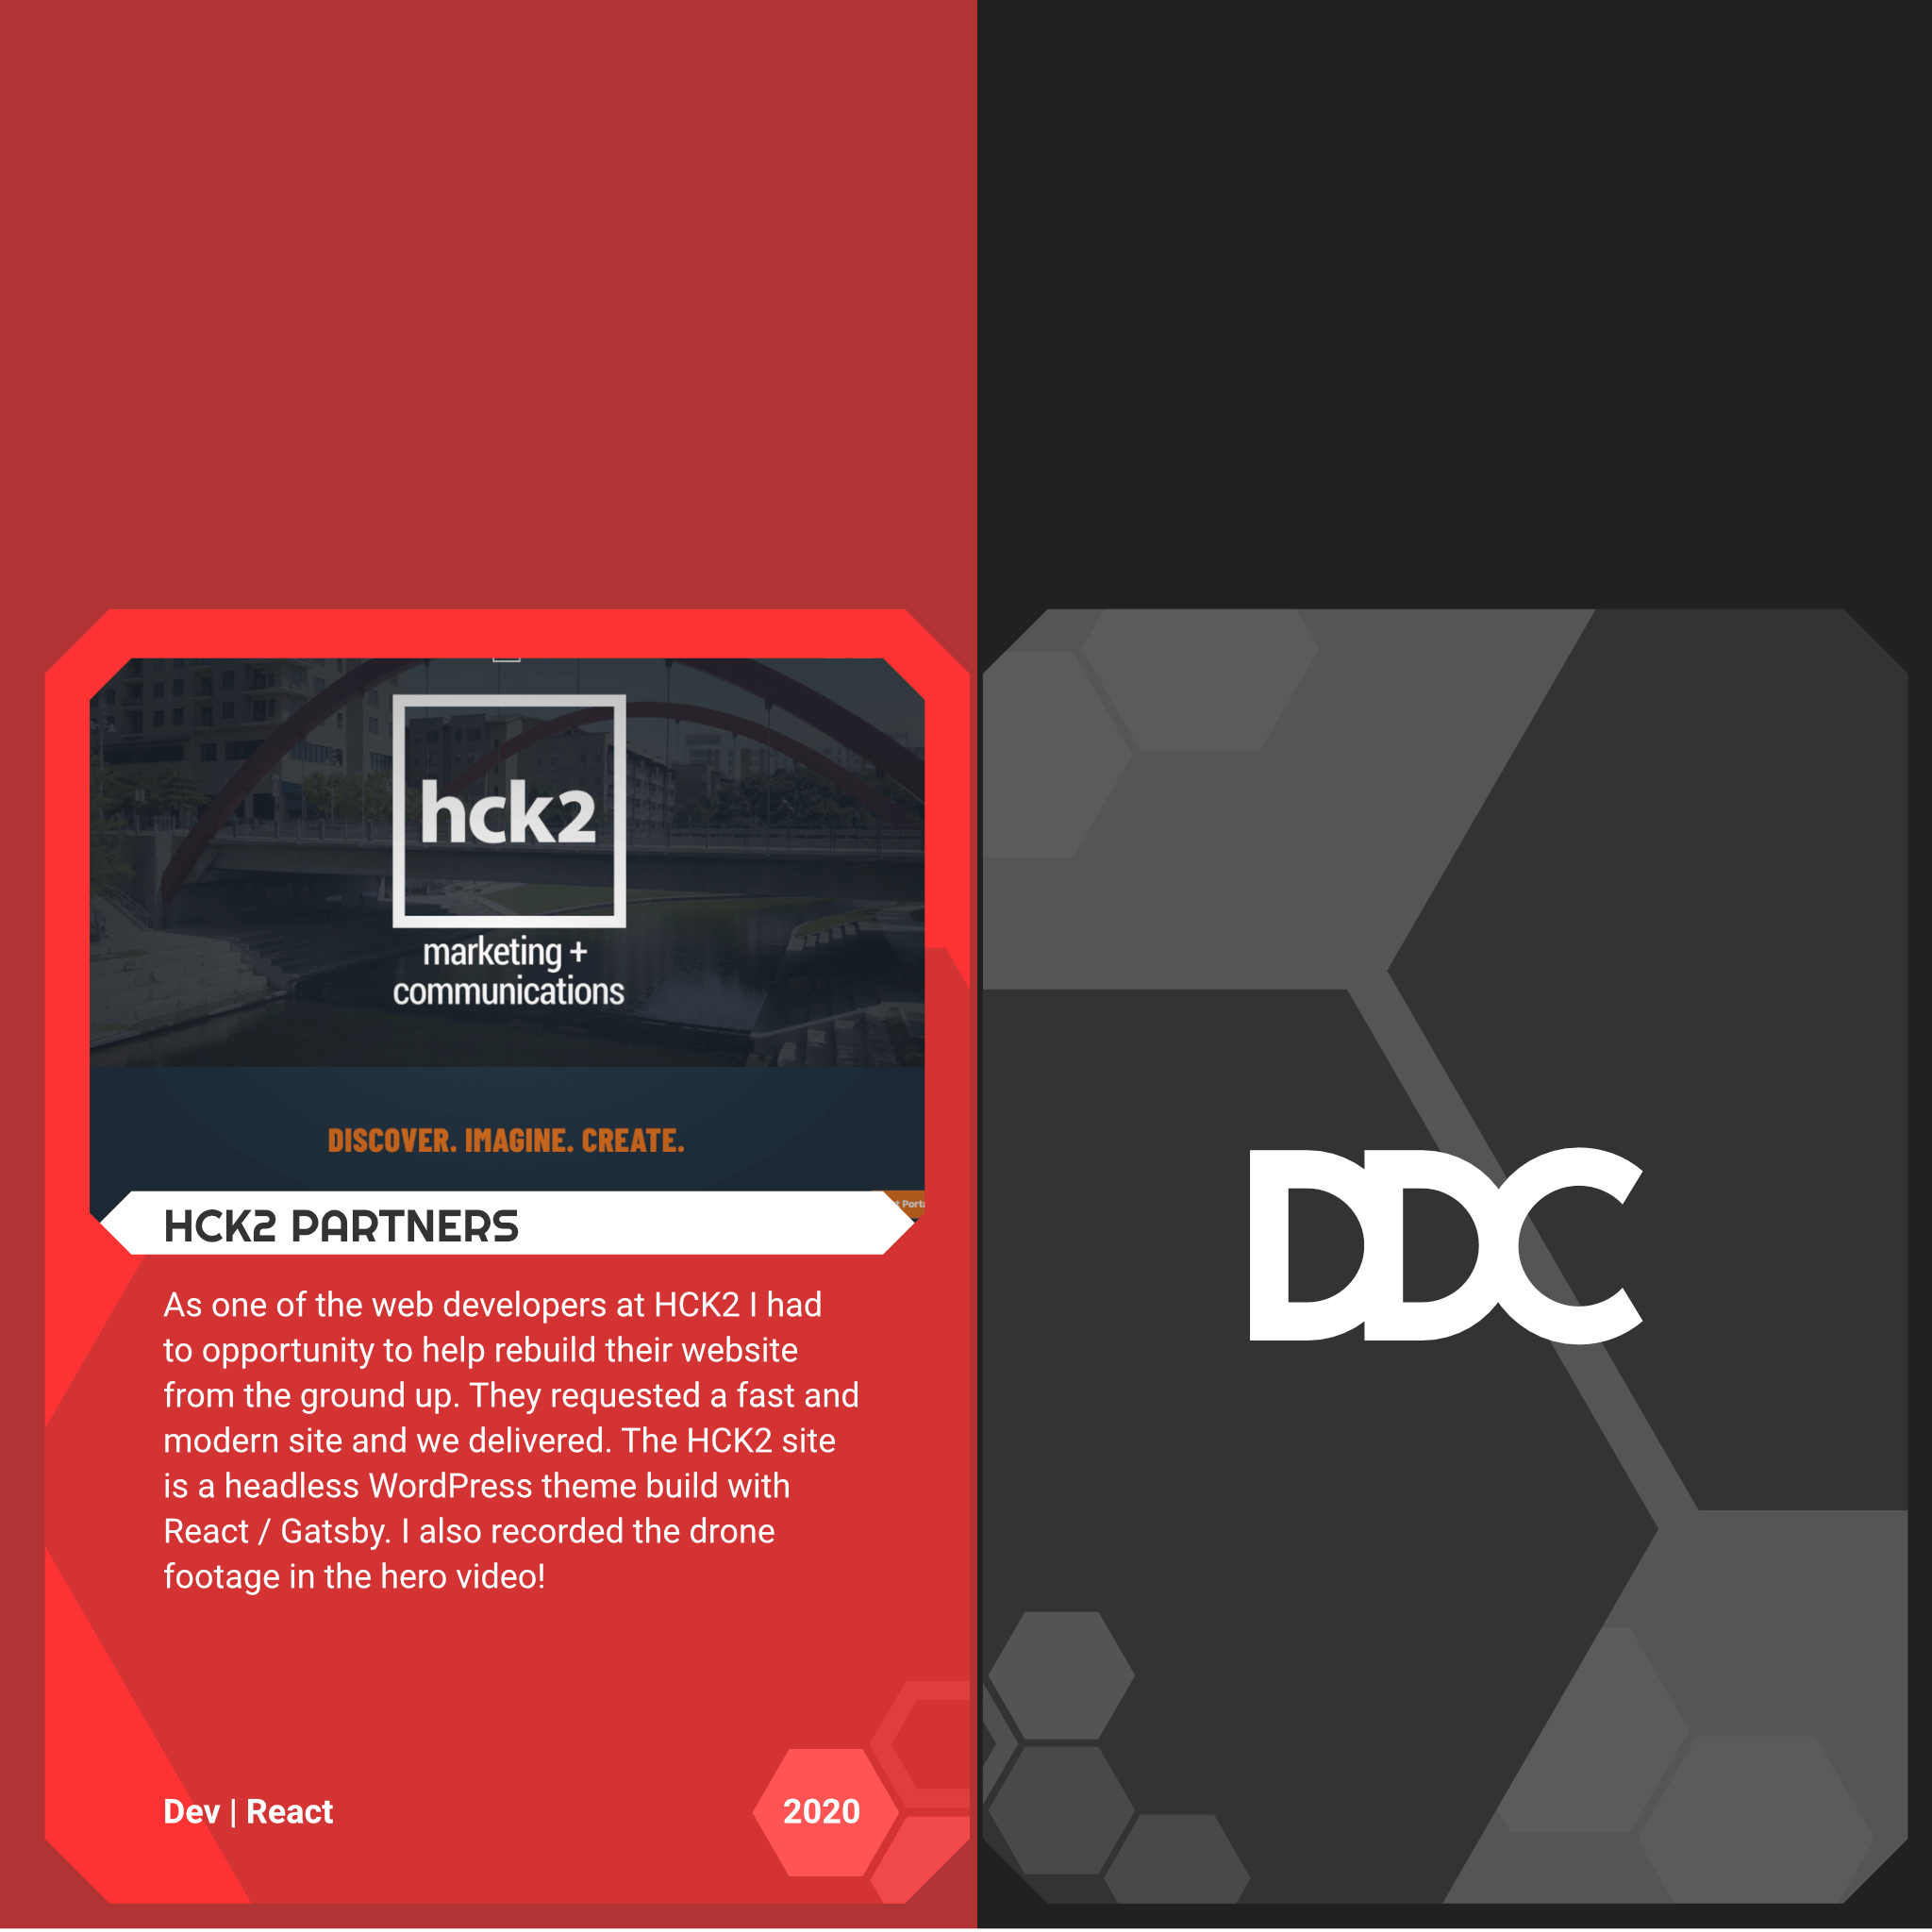 hck2
marketing +
communications
DISCOVER. IMAGINE. CREATE.
HCK2 PARTNERS
As one of the web developers at HCK2 I had
to opportunity to help rebuild their website
from the ground up. They requested a fast and
modern site and we delivered. The HCK2 site
is a headless WordPress theme build with
React / Gatsby. I also recorded the drone
footage in the hero video!
Dev | React
2020
DDC